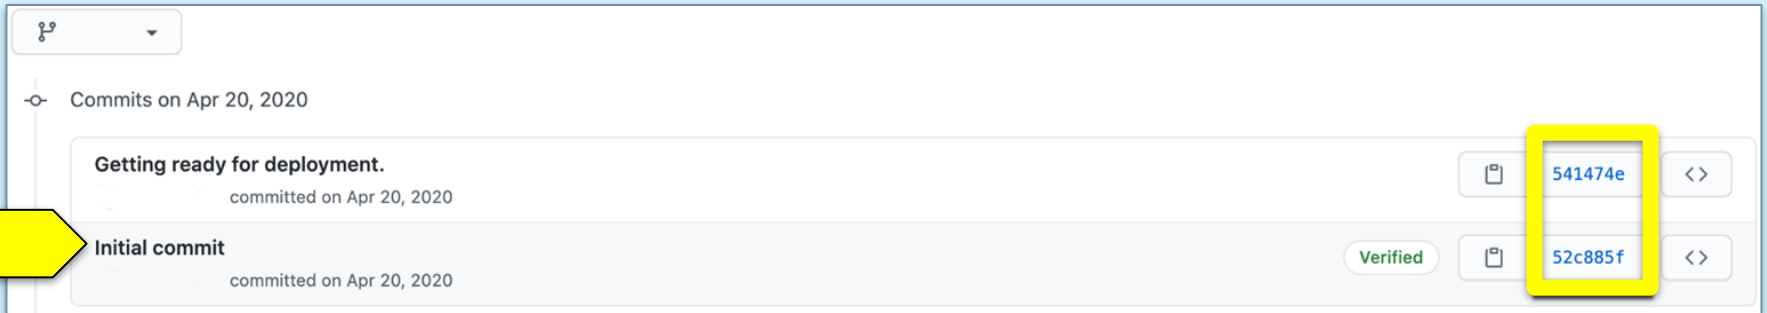 Commits on Apr 20, 2020
Getting ready for deployment.
541474e
committed on Apr 20, 2020
Initial commit
Verified
52c885f
committed on Apr 20, 2020